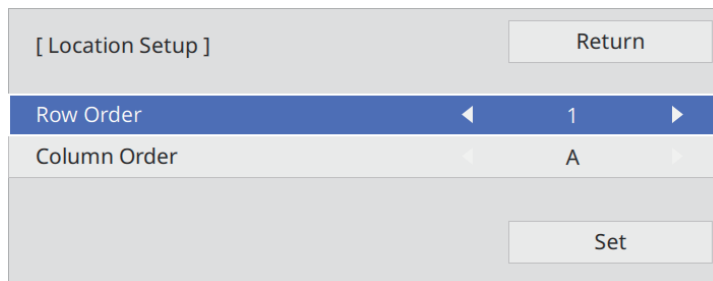 [ Location Setup ]
Return
Row Order 1
Column Order A
Set